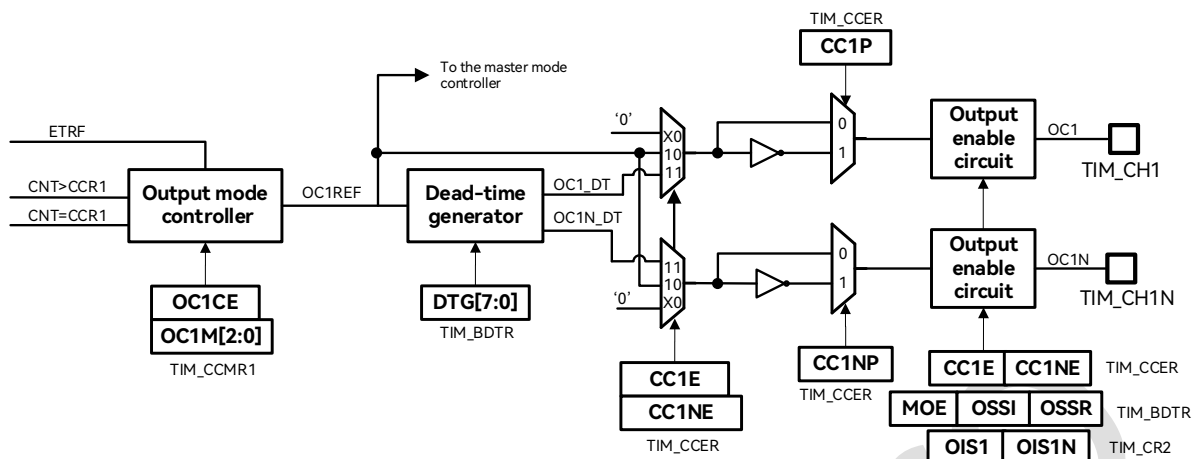 TIM_CCER
CC1P
To the master mode
controller
ETRF
'0'
X0
10
11
0
1
Output
enable
circuit
OC1
TIM_CH1
CNT>CCR1
CNT=CCR1
Output mode
controller
OC1REF
Dead-time
generator
OC1_DT
OC1N_DT
11
10
X0
'0'
0
1
Output
enable
circuit
OC1N
TIM_CH1N
OC1CE
OC1M[2:0]
TIM_CCMR1
DTG[7:0]
TIM_BDTR
CC1E
CC1NE
TIM_CCER
CC1NP
TIM_CCER
CC1E CC1NE TIM_CCER
MOE OSSI OSSR TIM_BDTR
OIS1 OIS1N TIM_CR2